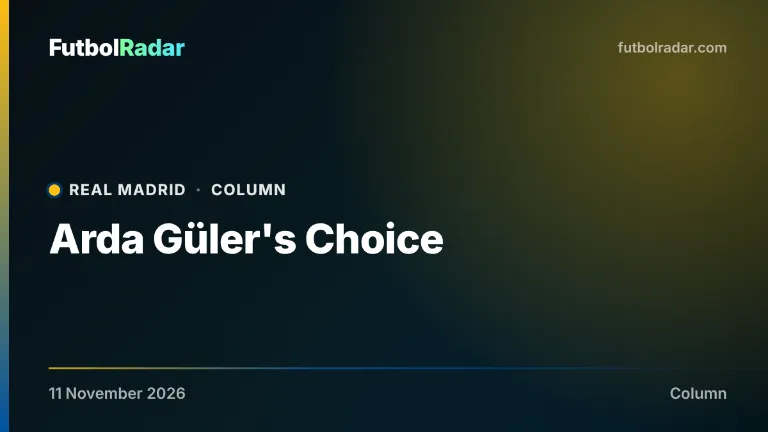 FutbolRadar
futbolradar.com
REAL MADRID · COLUMN
Arda Güler's Choice
11 November 2026
Column